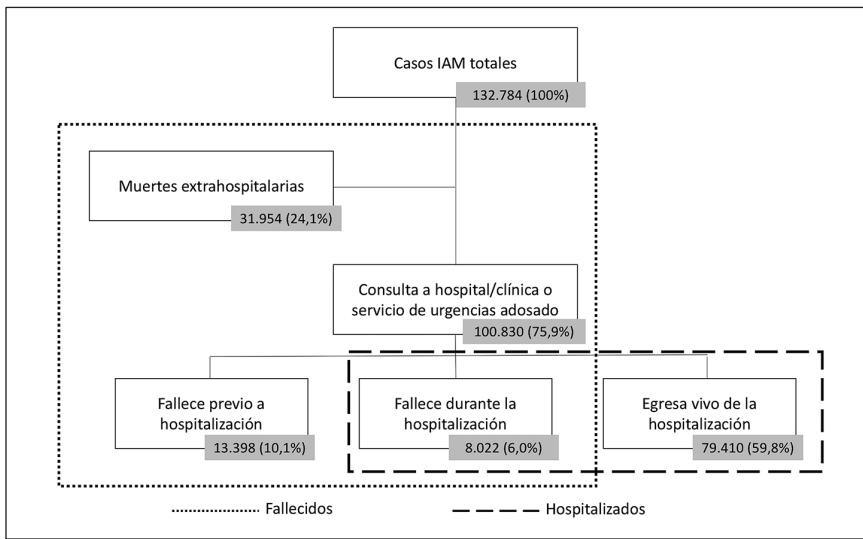 Casos IAM totales
132.784 (100%)
Muertes extrahospitalarias
31.954 (24,1%)
Consulta a hospital/clínica o
servicio de urgencias adosado
100.830 (75,9%)
Fallece previo a
hospitalización
13.398 (10,1%)
Fallece durante la
hospitalización
8.022 (6,0%)
Egresa vivo de la
hospitalización
79.410 (59,8%)
Fallecidos
Hospitalizados